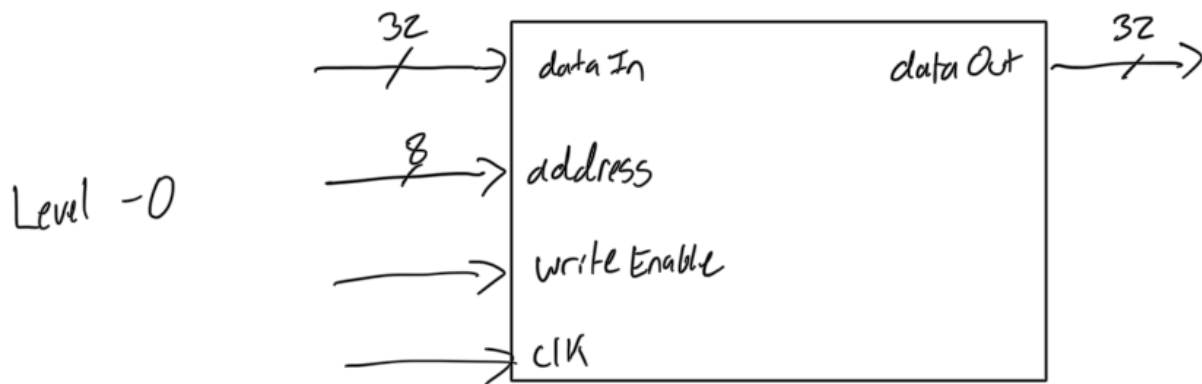 32
32
dataIn
dataOut
8
address
Level -0
writeEnable
clk